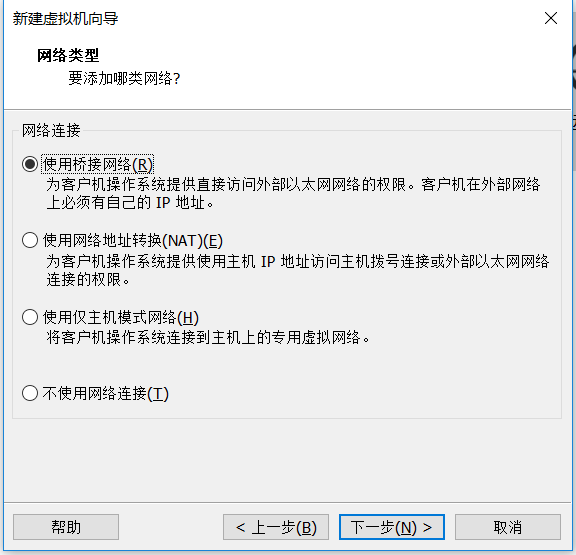 新建虚拟机向导
网络类型
要添加哪类网络?
网络连接
使用桥接网络(R)
为客户机操作系统提供直接访问外部以太网网络的权限。客户机在外部网络
上必须有自己的 IP 地址。
使用网络地址转换(NAT)(E)
为客户机操作系统提供使用主机 IP 地址访问主机拨号连接或外部以太网网络
连接的权限。
使用仅主机模式网络(H)
将客户机操作系统连接到主机上的专用虚拟网络。
不使用网络连接(T)
帮助
< 上一步(B)
下一步(N) >
取消